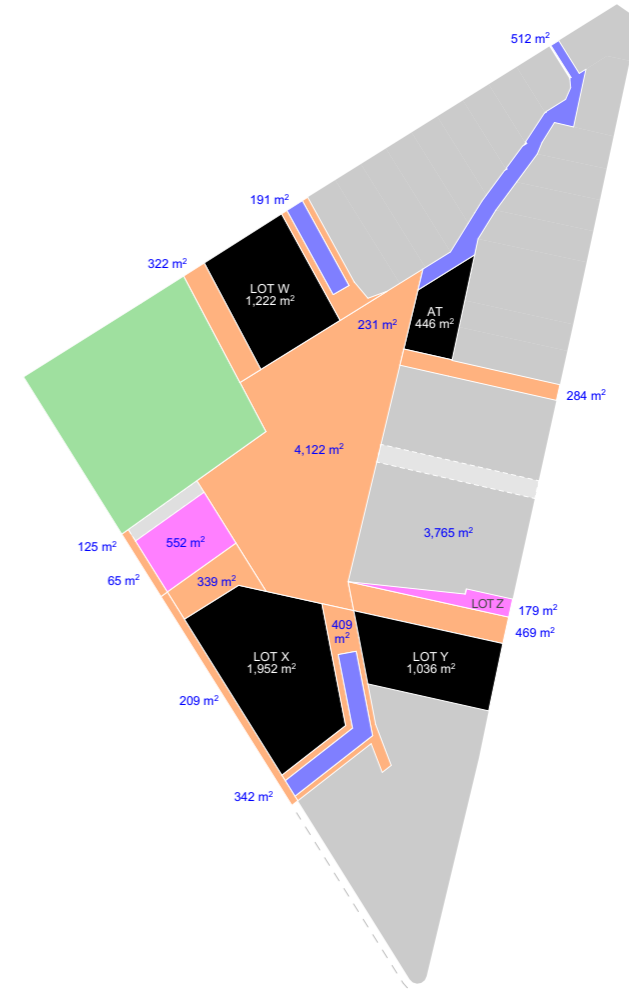 512 m²
191 m²
322 m²
LOT W
1,222 m²
AT
446 m²
231 m²
284 m²
4,122 m²
3,765 m²
552 m²
125 m²
65 m²
339 m²
LOT Z
179 m²
409
m²
469 m²
LOT X
1,952 m²
LOT Y
1,036 m²
209 m²
342 m²